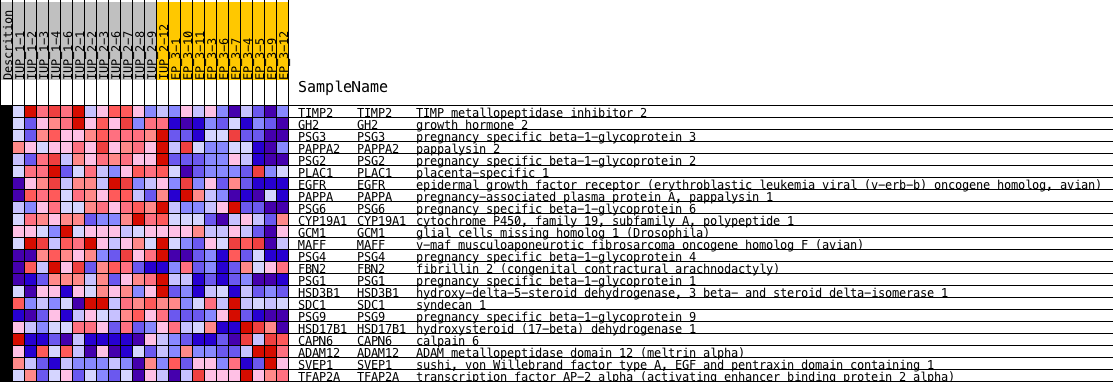 Descrition
IUP_1-1
IUP_1-2
IUP_1-3
IUP_1-4
IUP_1-6
IUP_2-1
IUP_2-2
IUP_2-3
IUP_2-6
IUP_2-7
IUP_2-8
IUP_2-9
IUP_2-12
EP_3-1
EP_3-10
EP_3-11
EP_3-3
EP_3-6
EP_3-7
EP_3-4
EP_3-5
EP_3-9
EP_3-12
SampleName
TIMP2 TIMP2 TIMP metallopeptidase inhibitor 2
GH2 GH2 growth hormone 2
PSG3 PSG3 pregnancy specific beta-1-glycoprotein 3
PAPPA2 PAPPA2 pappalysin 2
PSG2 PSG2 pregnancy specific beta-1-glycoprotein 2
PLAC1 PLAC1 placenta-specific 1
EGFR EGFR epidermal growth factor receptor (erythroblastic leukemia viral (v-erb-b) oncogene homolog, avian)
PAPPA PAPPA pregnancy-associated plasma protein A, pappalysin 1
PSG6 PSG6 pregnancy specific beta-1-glycoprotein 6
CYP19A1 CYP19A1 cytochrome P450, family 19, subfamily A, polypeptide 1
GCM1 GCM1 glial cells missing homolog 1 (Drosophila)
MAFF MAFF v-maf musculoaponeurotic fibrosarcoma oncogene homolog F (avian)
PSG4 PSG4 pregnancy specific beta-1-glycoprotein 4
FBN2 FBN2 fibrillin 2 (congenital contractural arachnodactyly)
PSG1 PSG1 pregnancy specific beta-1-glycoprotein 1
HSD3B1 HSD3B1 hydroxy-delta-5-steroid dehydrogenase, 3 beta- and steroid delta-isomerase 1
SDC1 SDC1 syndecan 1
PSG9 PSG9 pregnancy specific beta-1-glycoprotein 9
HSD17B1 HSD17B1 hydroxysteroid (17-beta) dehydrogenase 1
CAPN6 CAPN6 calpain 6
ADAM12 ADAM12 ADAM metallopeptidase domain 12 (meltrin alpha)
SVEP1 SVEP1 sushi, von Willebrand factor type A, EGF and pentraxin domain containing 1
TFAP2A TFAP2A transcription factor AP-2 alpha (activating enhancer binding protein 2 alpha)